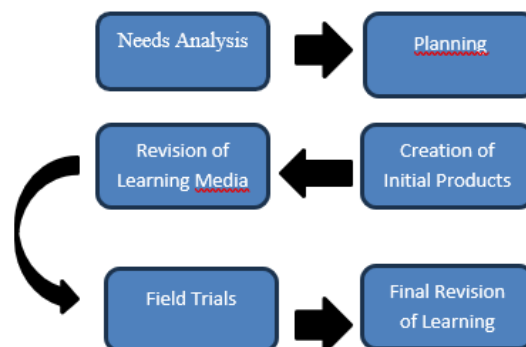 Needs Analysis
Planning
Revision of
Learning Media
Creation of
Initial Products
Field Trials
Final Revision
of Learning